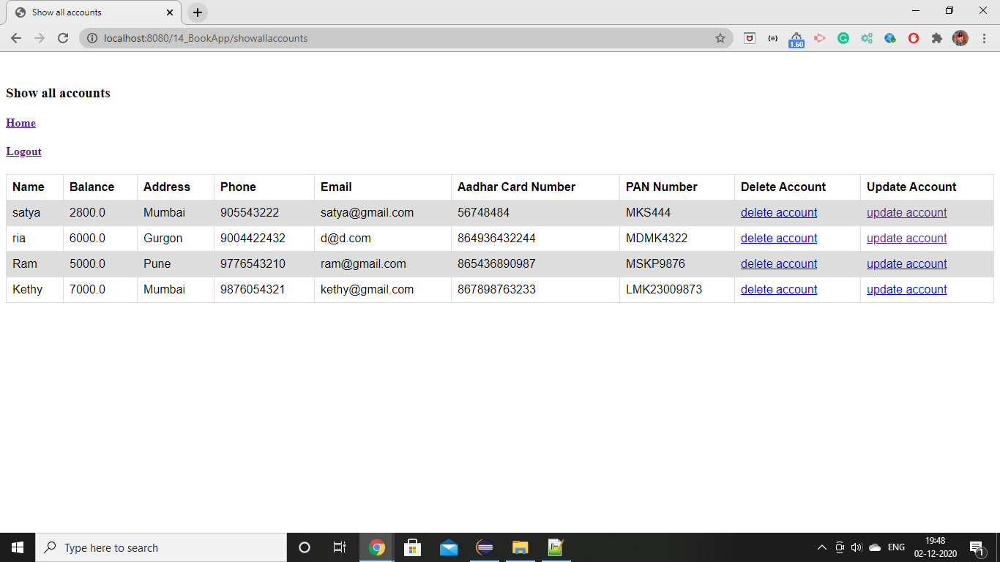 Show all accounts
localhost:8080/14_BookApp/showallaccounts
1.60
Show all accounts
Home
Logout
Name Balance Address Phone Email Aadhar Card Number PAN Number Delete Account Update Account
satya 2800.0 Mumbai 905543222 satya@gmail.com 56748484 MKS444 delete account update account
ria 6000.0 Gurgon 9004422432 d@d.com 864936432244 MDMK4322 delete account update account
Ram 5000.0 Pune 9776543210 ram@gmail.com 865436890987 MSKP9876 delete account update account
Kethy 7000.0 Mumbai 9876054321 kethy@gmail.com 867898763233 LMK23009873 delete account update account
Type here to search
ENG
19:48
02-12-2020
1